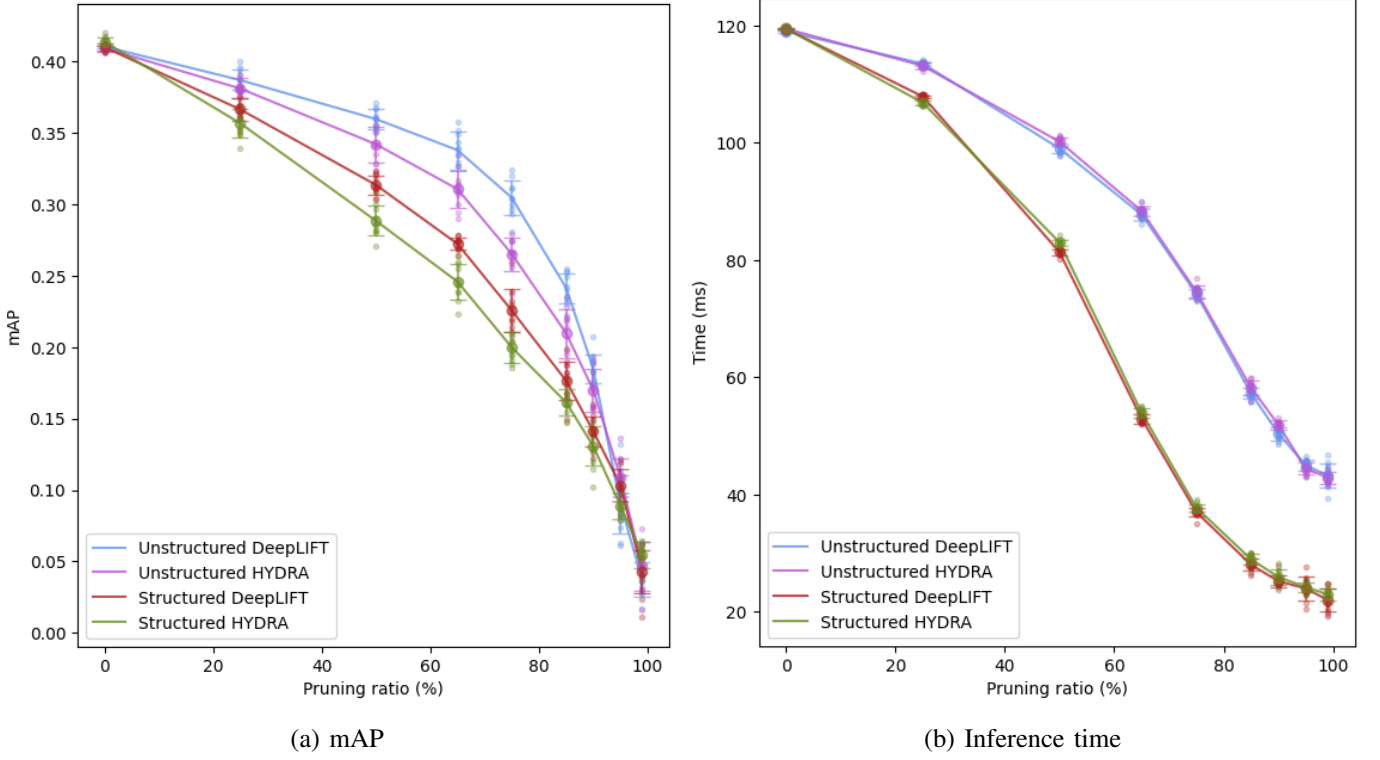 0.40
0.35
0.30
0.25
0.20
0.15
0.10
0.05
0.00
mAP
0 20 40 60 80 100
Pruning ratio (%)
Unstructured DeepLIFT
Unstructured HYDRA
Structured DeepLIFT
Structured HYDRA
(a) mAP
120
100
80
60
40
20
Time (ms)
0 20 40 60 80 100
Pruning ratio (%)
Unstructured DeepLIFT
Unstructured HYDRA
Structured DeepLIFT
Structured HYDRA
(b) Inference time